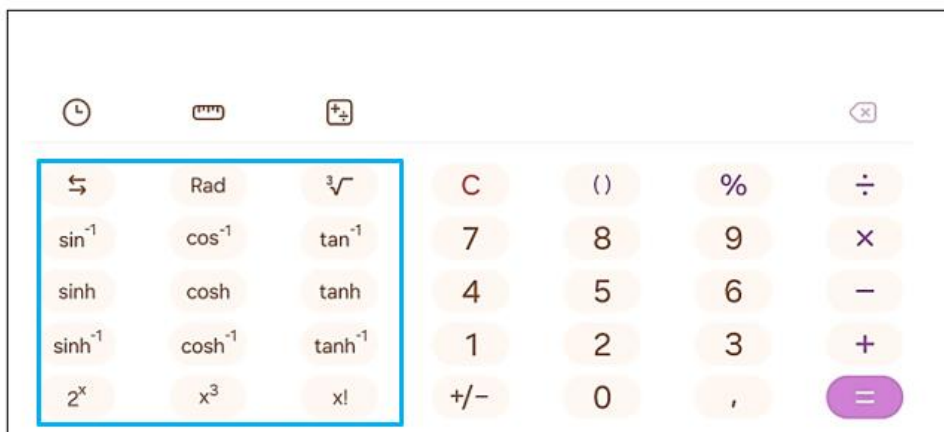 ⇆ Rad ³√ C ( ) % ÷
sin⁻¹ cos⁻¹ tan⁻¹ 7 8 9 ×
sinh cosh tanh 4 5 6 −
sinh⁻¹ cosh⁻¹ tanh⁻¹ 1 2 3 +
2ˣ x³ x! +/− 0 , =